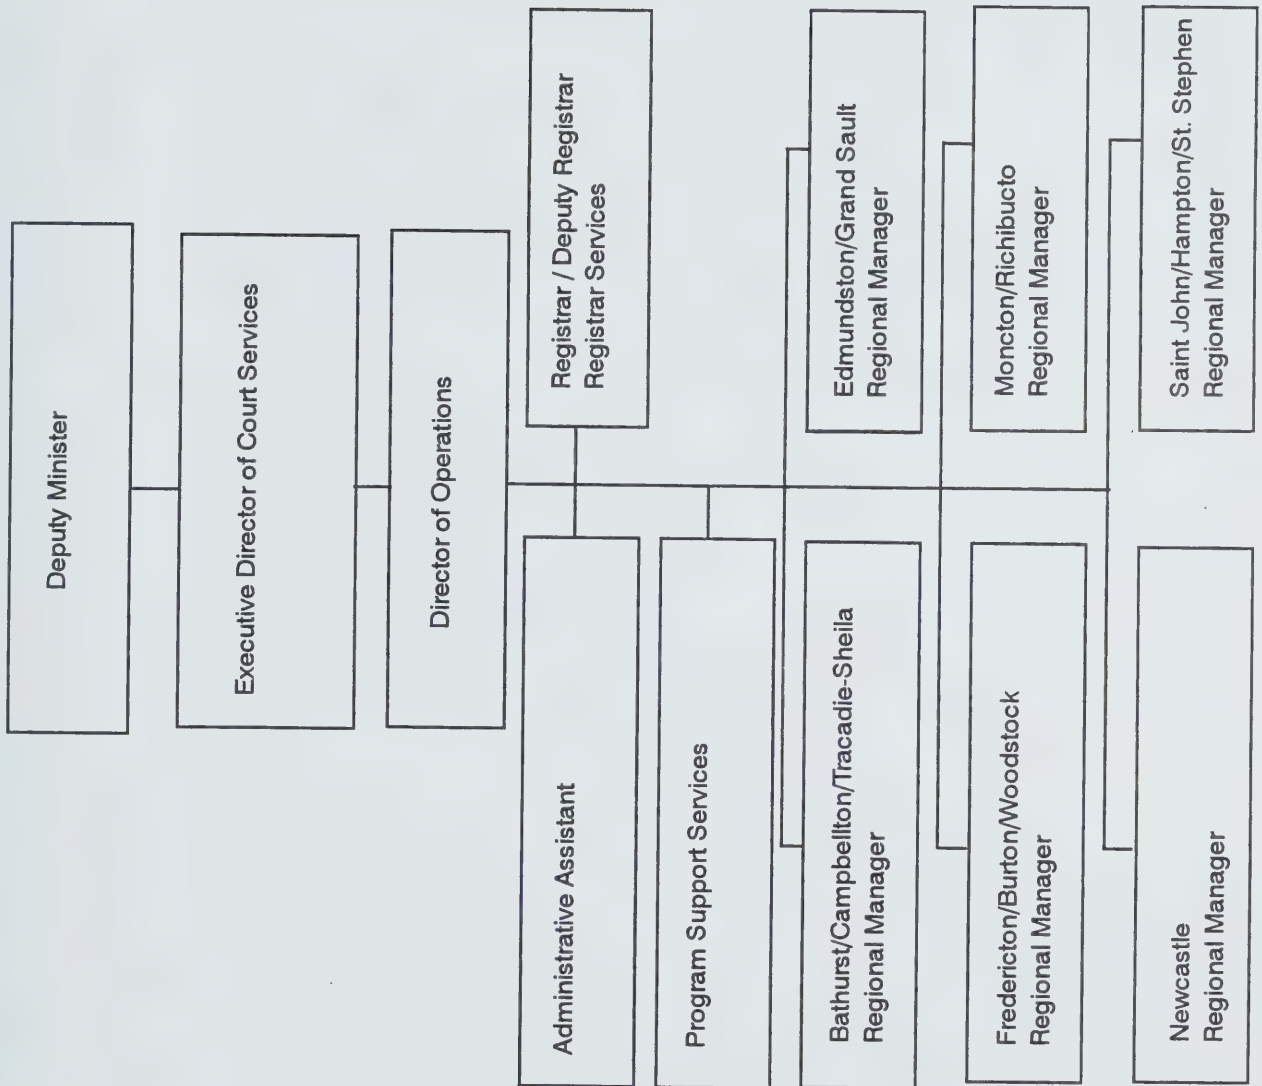 Deputy Minister
Executive Director of Court Services
Director of Operations
Administrative Assistant
Registrar / Deputy Registrar
Registrar Services
Program Support Services
Bathurst/Campbellton/Tracadie-Sheila
Regional Manager
Edmundston/Grand Sault
Regional Manager
Fredericton/Burton/Woodstock
Regional Manager
Moncton/Richibucto
Regional Manager
Newcastle
Regional Manager
Saint John/Hampton/St. Stephen
Regional Manager